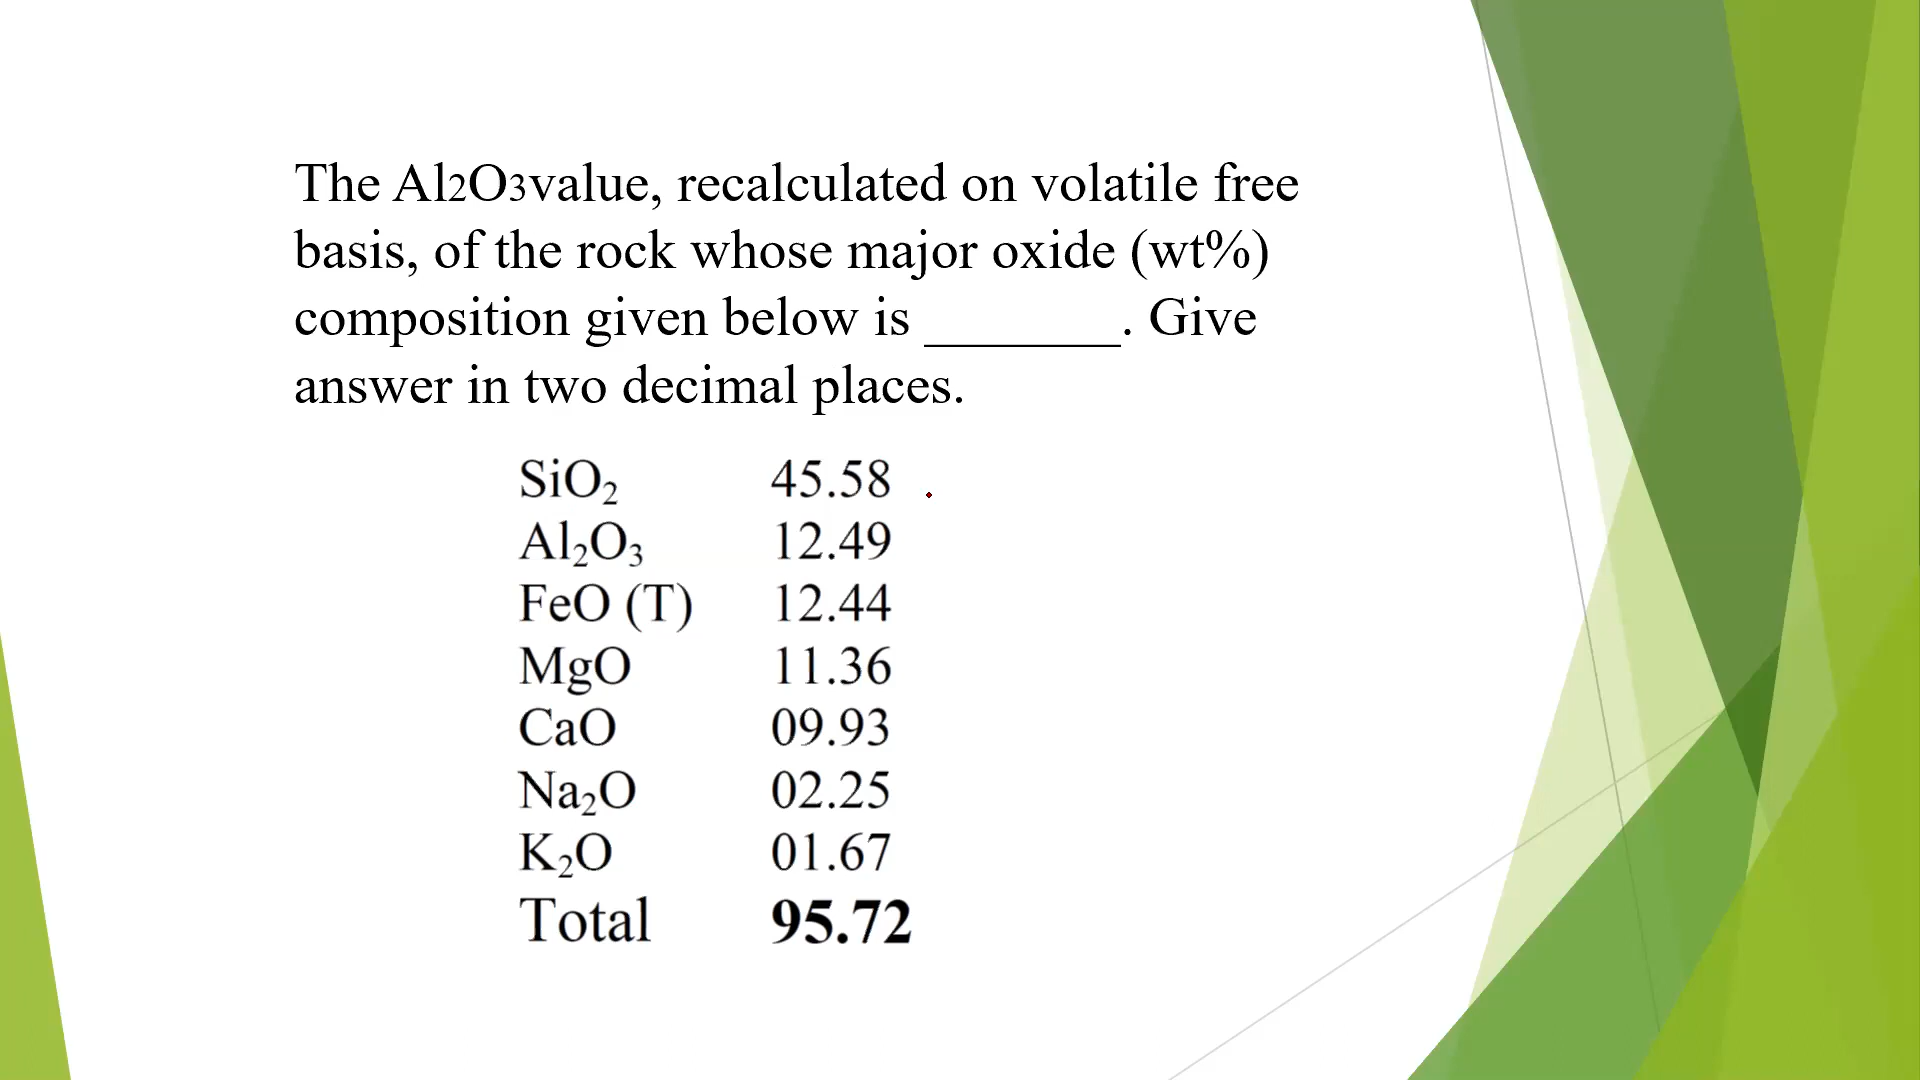 The Al2O3value, recalculated on volatile free
basis, of the rock whose major oxide (wt%)
composition given below is _______. Give
answer in two decimal places.
SiO₂ 45.58
Al₂O₃ 12.49
FeO (T) 12.44
MgO 11.36
CaO 09.93
Na₂O 02.25
K₂O 01.67
Total 95.72